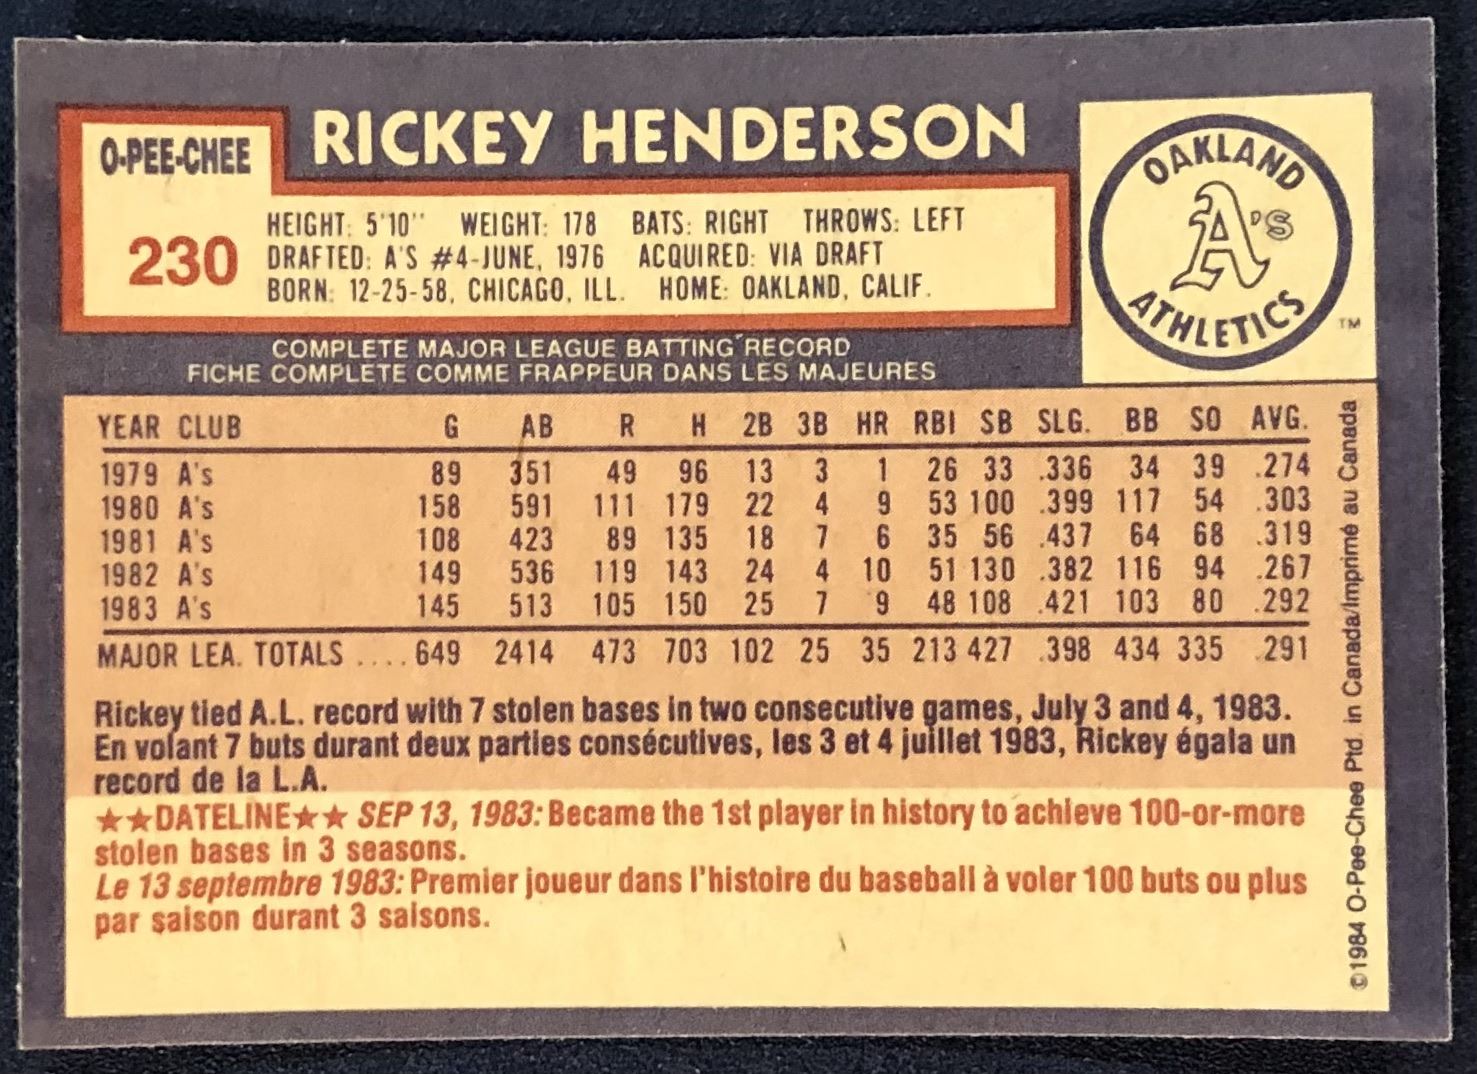 O-PEE-CHEE
RICKEY HENDERSON
230
HEIGHT: 5'10" WEIGHT: 178 BATS: RIGHT THROWS: LEFT
DRAFTED: A'S #4-JUNE, 1976 ACQUIRED: VIA DRAFT
BORN: 12-25-58, CHICAGO, ILL. HOME: OAKLAND, CALIF.
OAKLAND
A's
ATHLETICS
TM
COMPLETE MAJOR LEAGUE BATTING RECORD
FICHE COMPLETE COMME FRAPPEUR DANS LES MAJEURES
YEAR CLUB G AB R H 2B 3B HR RBI SB SLG. BB SO AVG.
1979 A's 89 351 49 96 13 3 1 26 33 .336 34 39 .274
1980 A's 158 591 111 179 22 4 9 53 100 .399 117 54 .303
1981 A's 108 423 89 135 18 7 6 35 56 .437 64 68 .319
1982 A's 149 536 119 143 24 4 10 51 130 .382 116 94 .267
1983 A's 145 513 105 150 25 7 9 48 108 .421 103 80 .292
MAJOR LEA. TOTALS ....649 2414 473 703 102 25 35 213 427 .398 434 335 .291
Rickey tied A.L. record with 7 stolen bases in two consecutive games, July 3 and 4, 1983.
En volant 7 buts durant deux parties consécutives, les 3 et 4 juillet 1983, Rickey égala un
record de la L.A.
★★DATELINE★★ SEP 13, 1983: Became the 1st player in history to achieve 100-or-more
stolen bases in 3 seasons.
Le 13 septembre 1983: Premier joueur dans l'histoire du baseball à voler 100 buts ou plus
par saison durant 3 saisons.
©1984 O-Pee-Chee Ptd. in Canada/Imprimé au Canada